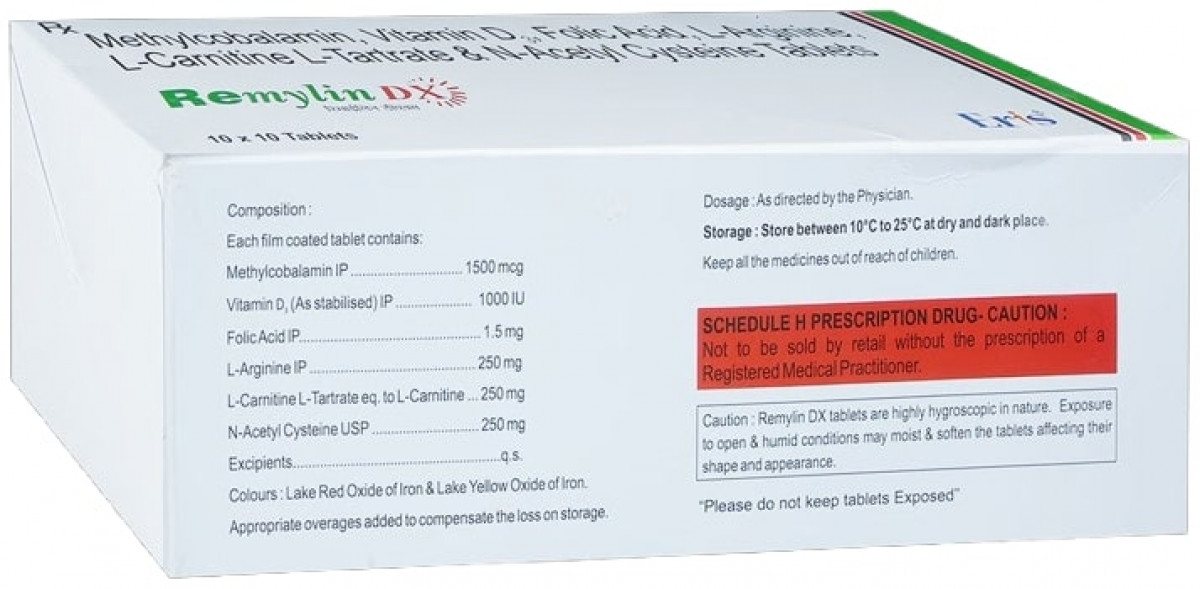 Rx Methylcobalamin, Vitamin D3, Folic Acid, L-Arginine,
L-Carnitine L-Tartrate & N-Acetyl Cysteine Tablets
Remylin DX
10 x 10 Tablets
Eris
Composition :
Each film coated tablet contains:
Methylcobalamin IP ................................ 1500 mcg
Vitamin D3 (As stabilised) IP ..................... 1000 IU
Folic Acid IP.................................................. 1.5 mg
L-Arginine IP .............................................. 250 mg
L-Carnitine L-Tartrate eq. to L-Carnitine ... 250 mg
N-Acetyl Cysteine USP ............................. 250 mg
Excipients.........................................................q.s.
Colours : Lake Red Oxide of Iron & Lake Yellow Oxide of Iron.
Appropriate overages added to compensate the loss on storage.
Dosage : As directed by the Physician.
Storage : Store between 10°C to 25°C at dry and dark place.
Keep all the medicines out of reach of children.
SCHEDULE H PRESCRIPTION DRUG- CAUTION :
Not to be sold by retail without the prescription of a
Registered Medical Practitioner.
Caution : Remylin DX tablets are highly hygroscopic in nature. Exposure
to open & humid conditions may moist & soften the tablets affecting their
shape and appearance.
"Please do not keep tablets Exposed"